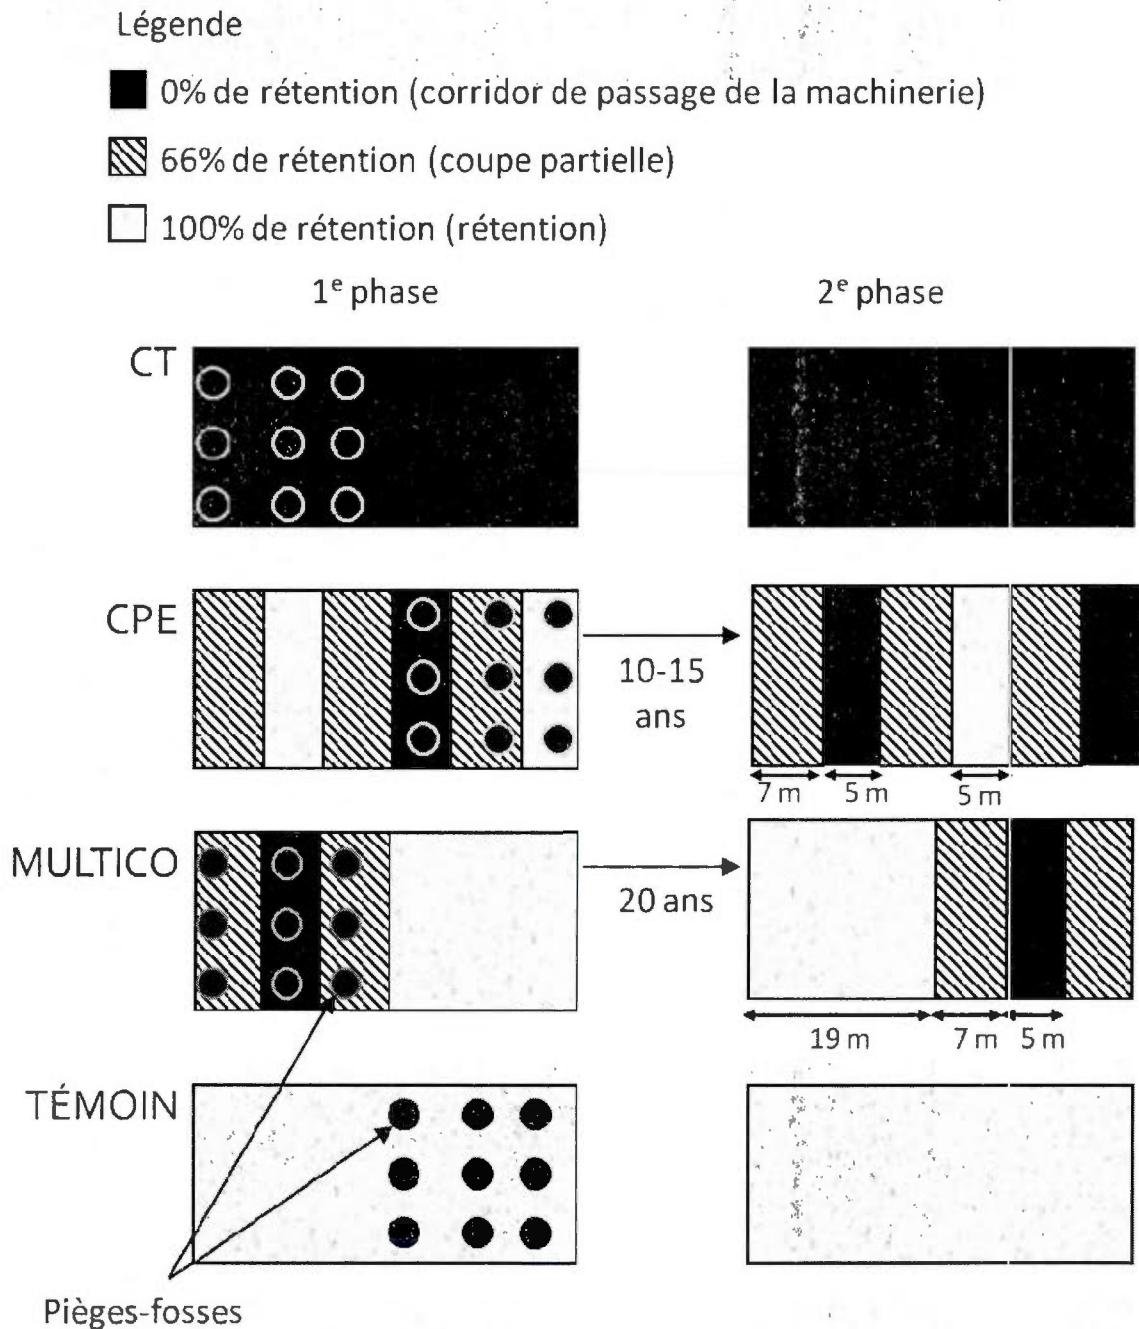 Légende
0% de rétention (corridor de passage de la machinerie)
66% de rétention (coupe partielle)
100% de rétention (rétention)
1e phase
2e phase
CT
CPE
10-15
ans
7 m
5 m
5 m
MULTICO
20 ans
19 m
7 m
5 m
TÉMOIN
Pièges-fosses